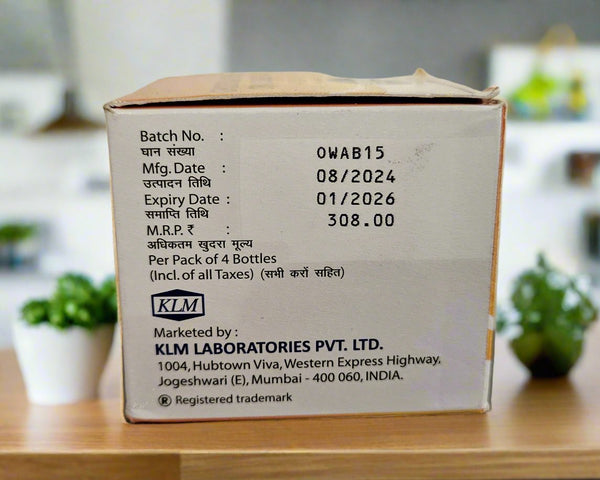 Batch No. : OWAB15
घान संख्या
Mfg. Date : 08/2024
उत्पादन तिथि
Expiry Date : 01/2026
समाप्ति तिथि
M.R.P. ₹ : 308.00
अधिकतम खुदरा मूल्य
Per Pack of 4 Bottles
(Incl. of all Taxes) (सभी करों सहित)
KLM
Marketed by :
KLM LABORATORIES PVT. LTD.
1004, Hubtown Viva, Western Express Highway,
Jogeshwari (E), Mumbai - 400 060, INDIA.
® Registered trademark